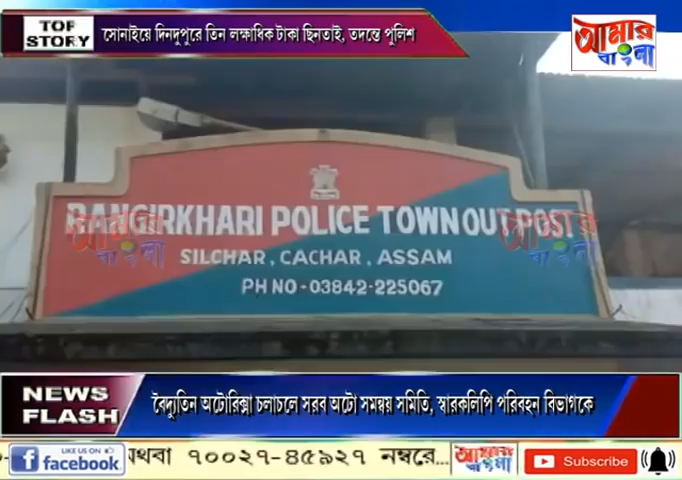 TOP STORY
সোনাইয়ে দিনদুপুরে তিন লক্ষাধিক টাকা ছিনতাই, তদন্তে পুলিশ
আমার
বাংলা
RANGIRKHARI POLICE TOWN OUT POST
আমার বাংলা
আমার বাংলা
SILCHAR, CACHAR, ASSAM
PH NO - 03842-225067
NEWS FLASH
বৈদ্যুতিন অটোরিক্সা চলাচলে সরব অটো সমন্বয় সমিতি, স্মারকলিপি পরিবহন বিভাগকে
LIKE US ON
facebook
অথবা ৭০০২৭-৪৫৯২৭ নম্বরে...
আমার বাংলা
Subscribe